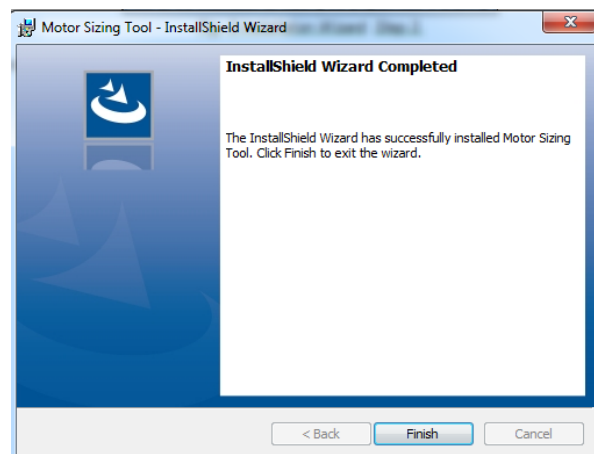 Motor Sizing Tool - InstallShield Wizard
InstallShield Wizard Completed
The InstallShield Wizard has successfully installed Motor Sizing
Tool. Click Finish to exit the wizard.
< Back
Finish
Cancel